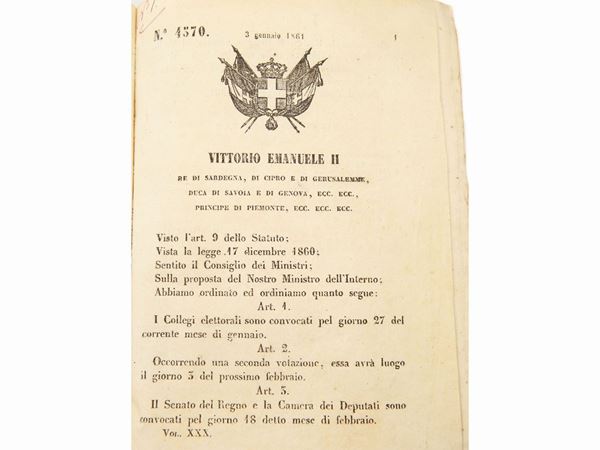 N.° 4570. 3 gennaio 1861 1
VITTORIO EMANUELE II
RE DI SARDEGNA, DI CIPRO E DI GERUSALEMME,
DUCA DI SAVOIA E DI GENOVA, ECC. ECC.,
PRINCIPE DI PIEMONTE, ECC. ECC. ECC.
Visto l'art. 9 dello Statuto;
Vista la legge 17 dicembre 1860;
Sentito il Consiglio dei Ministri;
Sulla proposta del Nostro Ministro dell'Interno;
Abbiamo ordinato ed ordiniamo quanto segue:
Art. 1.
I Collegi elettorali sono convocati pel giorno 27 del
corrente mese di gennaio.
Art. 2.
Occorrendo una seconda votazione, essa avrà luogo
il giorno 3 del prossimo febbraio.
Art. 3.
Il Senato del Regno e la Camera dei Deputati sono
convocati pel giorno 18 detto mese di febbraio.
Vol. XXX.